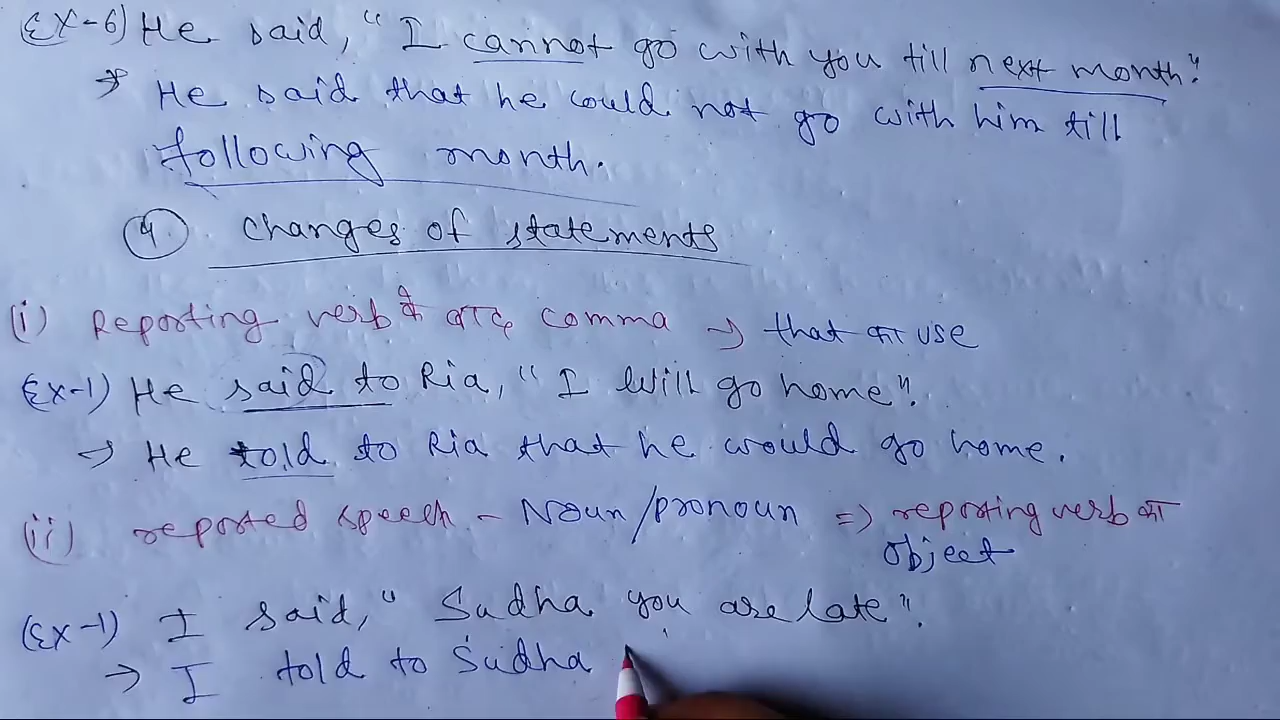 (Ex-6) He said, "I cannot go with you till next month".
→ He said that he could not go with him till
following month.
4. Changes of statements
(i) Reporting verb के बाद comma → that का use
(Ex-1) He said to Ria, "I will go home".
→ He told to Ria that he would go home.
(ii) reported speech - Noun/pronoun => reporting verb का
object
(Ex-1) I said, "Sudha you are late".
→ I told to Sudha